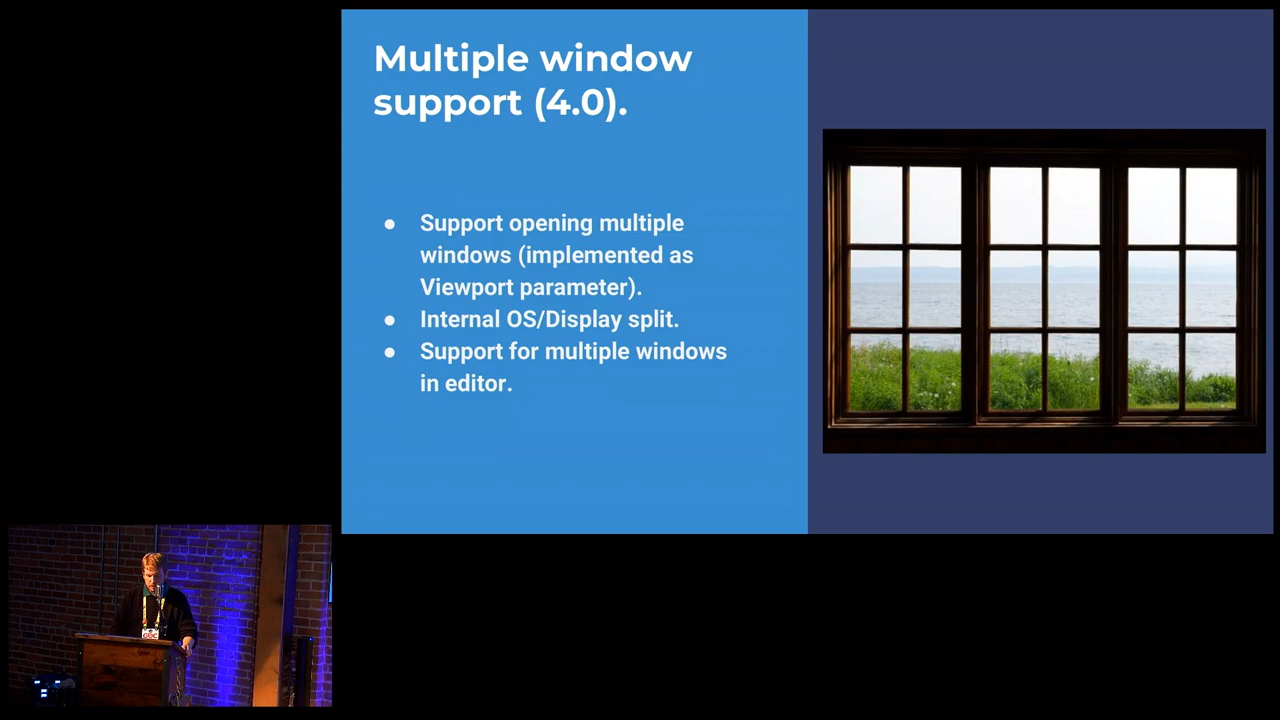 Multiple window
support (4.0).
● Support opening multiple
windows (implemented as
Viewport parameter).
● Internal OS/Display split.
● Support for multiple windows
in editor.
GDC